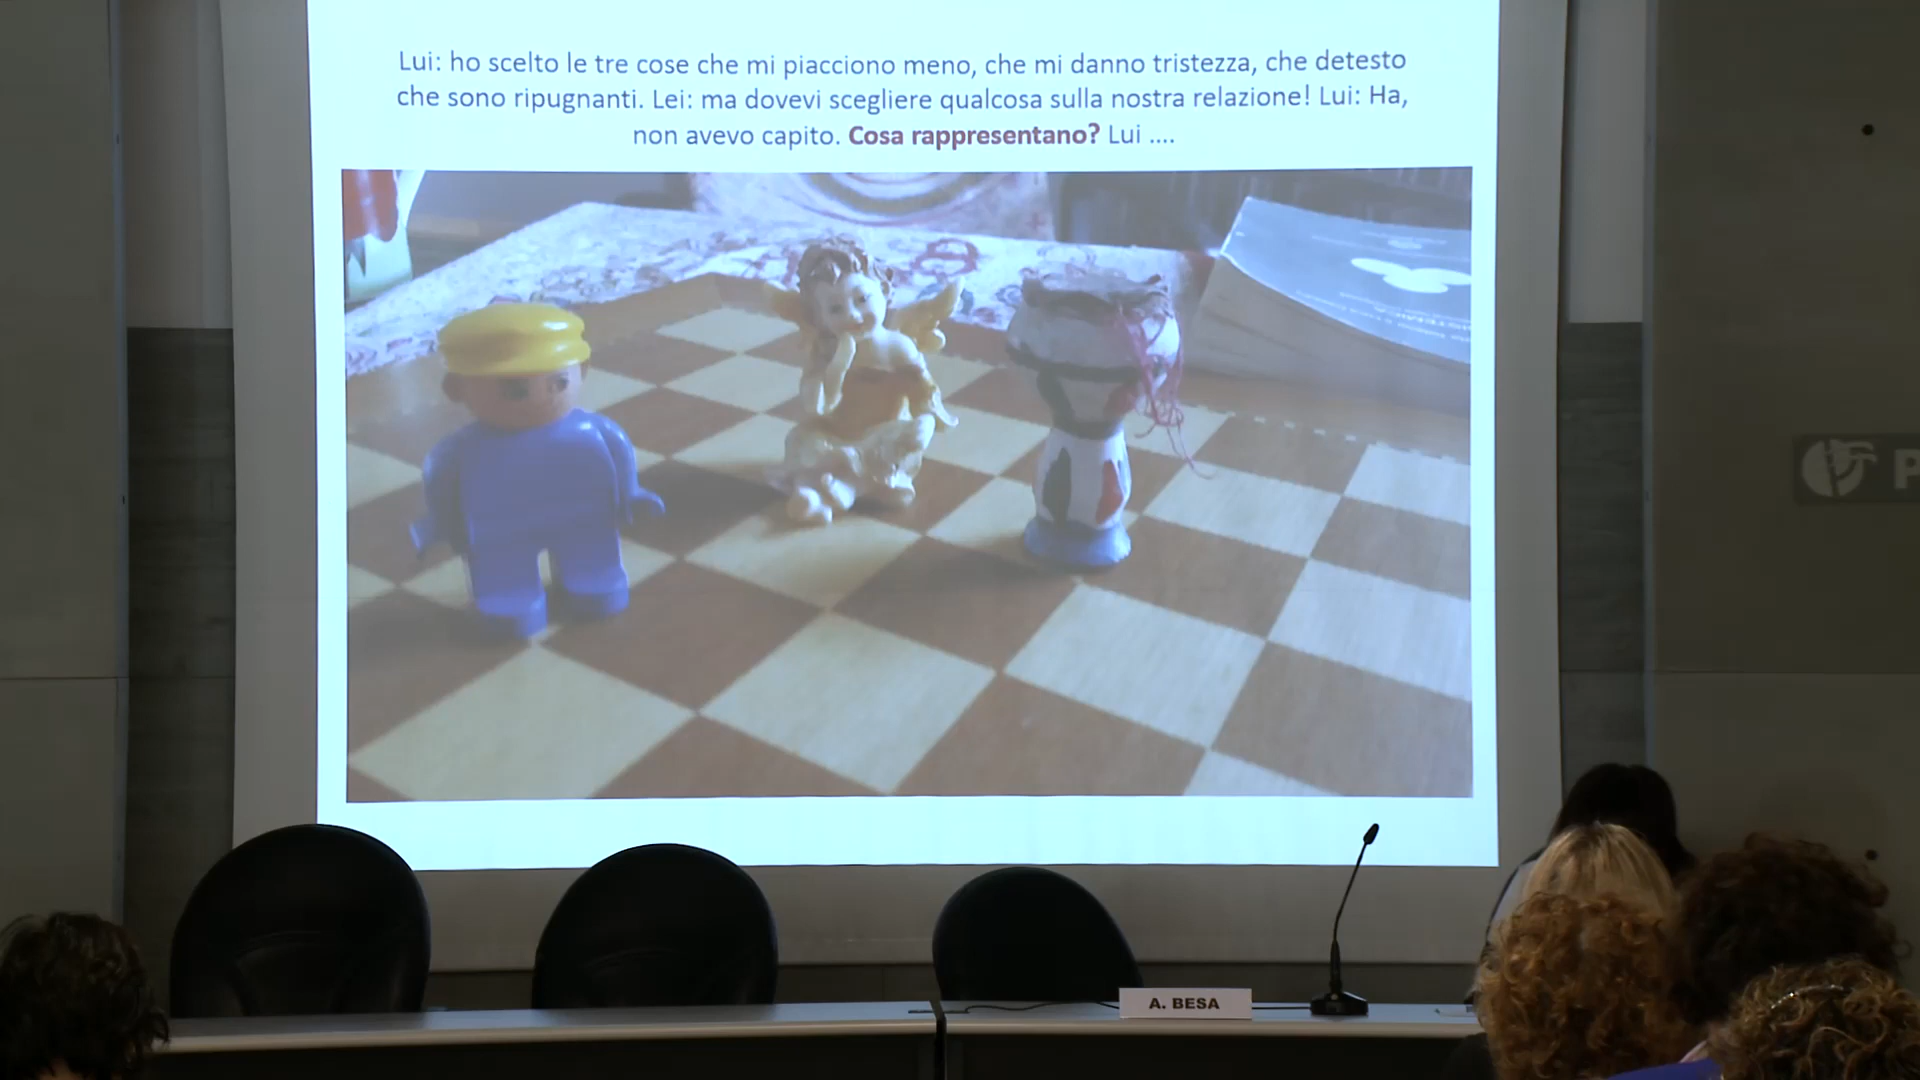 Lui: ho scelto le tre cose che mi piacciono meno, che mi danno tristezza, che detesto
che sono ripugnanti. Lei: ma dovevi scegliere qualcosa sulla nostra relazione! Lui: Ha,
non avevo capito. Cosa rappresentano? Lui ....
P
A. BESA